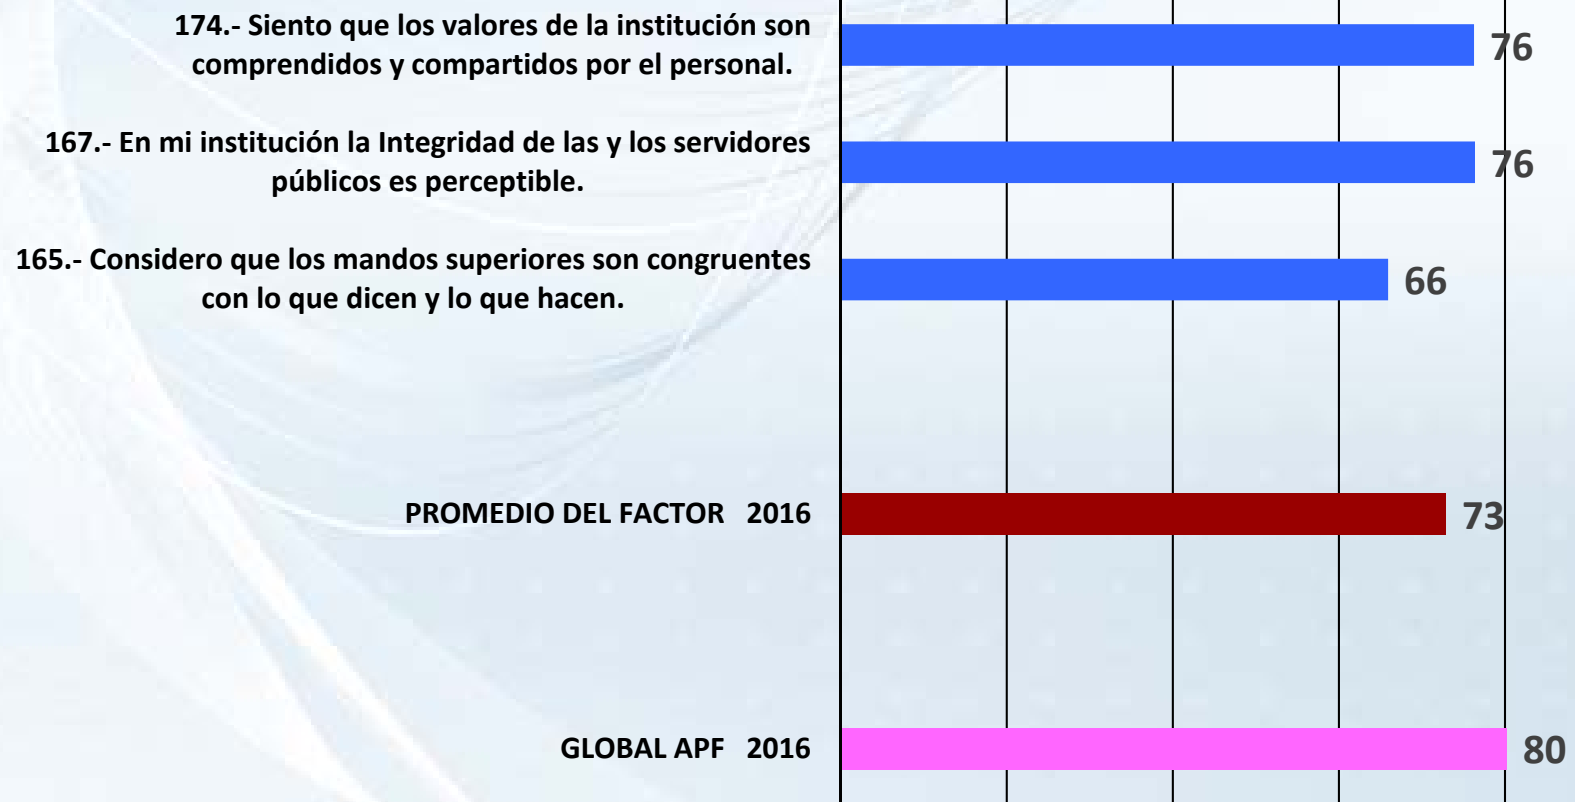 174.- Siento que los valores de la institución son
comprendidos y compartidos por el personal.
76
167.- En mi institución la Integridad de las y los servidores
públicos es perceptible.
76
165.- Considero que los mandos superiores son congruentes
con lo que dicen y lo que hacen.
66
PROMEDIO DEL FACTOR 2016
73
GLOBAL APF 2016
80